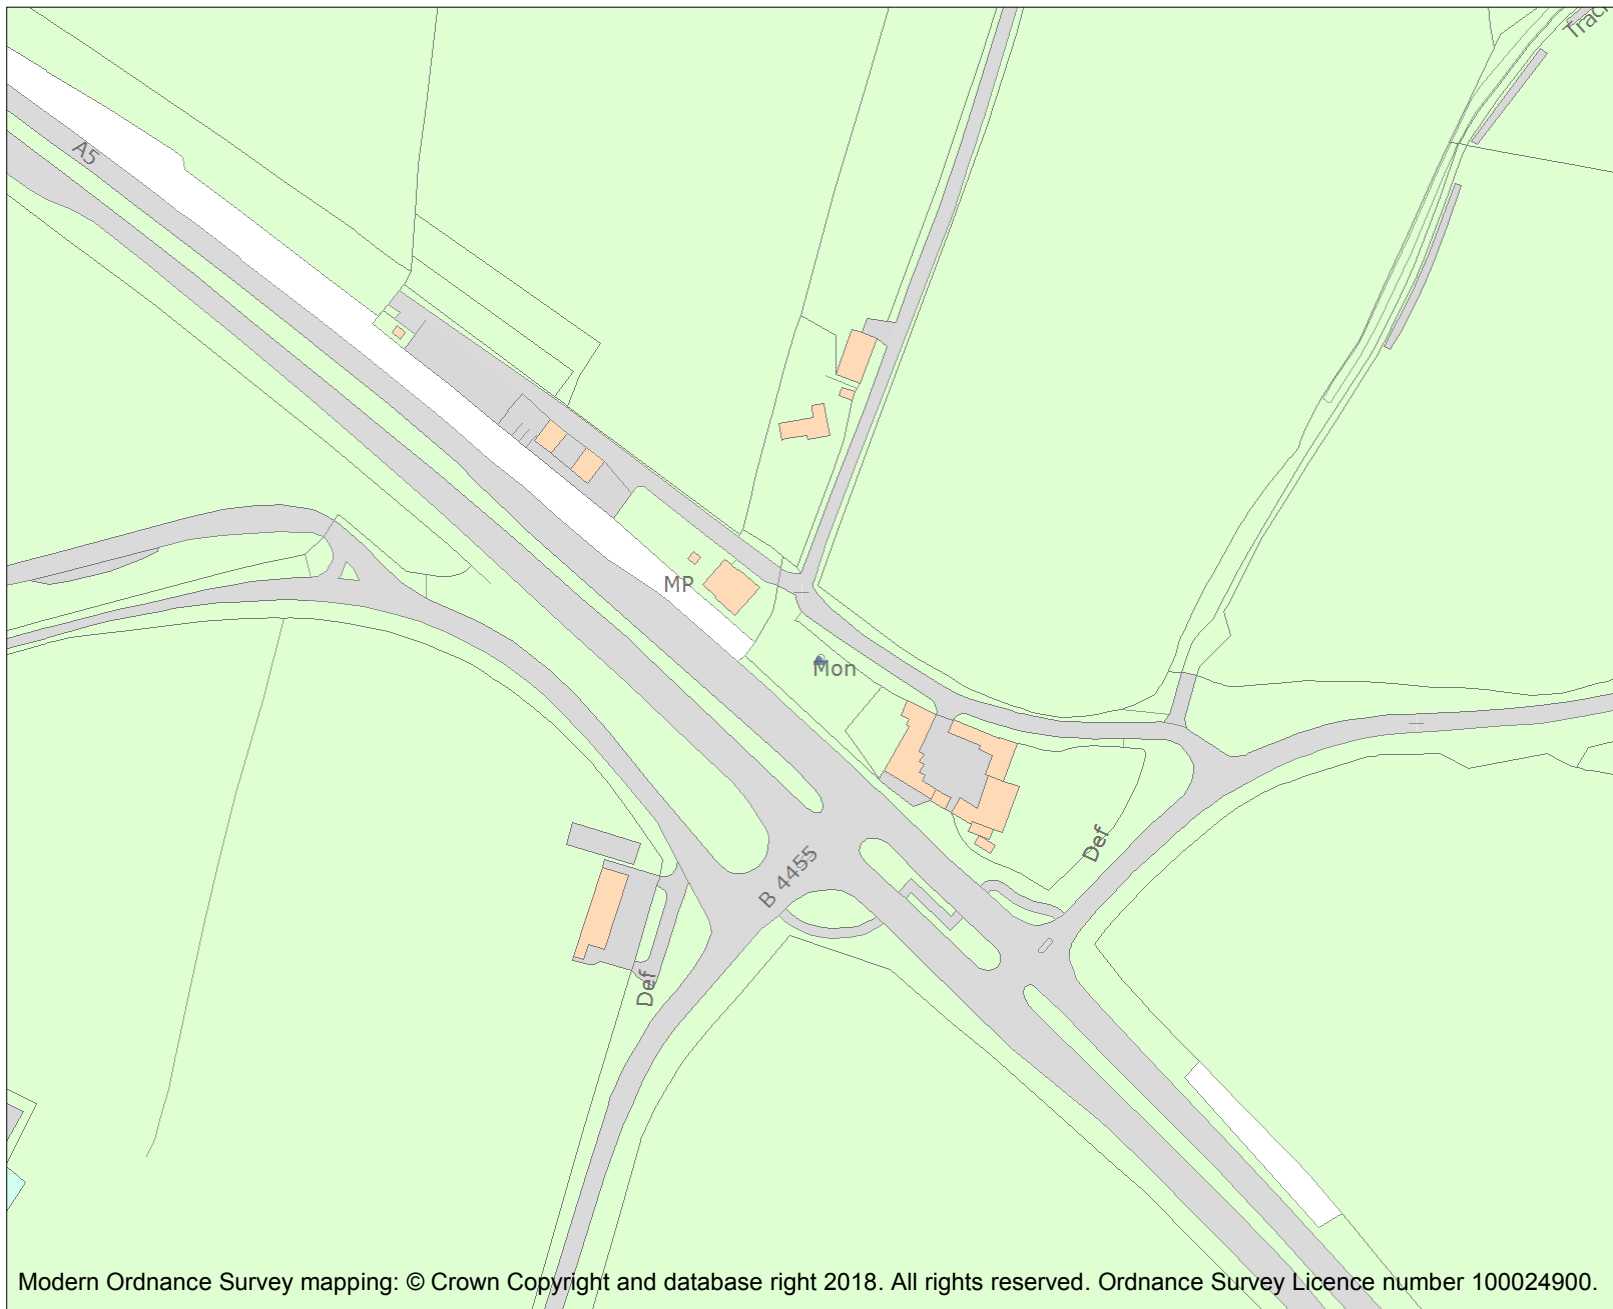 Track
A5
MP
Mon
Def
B 4455
Def
Modern Ordnance Survey mapping: © Crown Copyright and database right 2018. All rights reserved. Ordnance Survey Licence number 100024900.